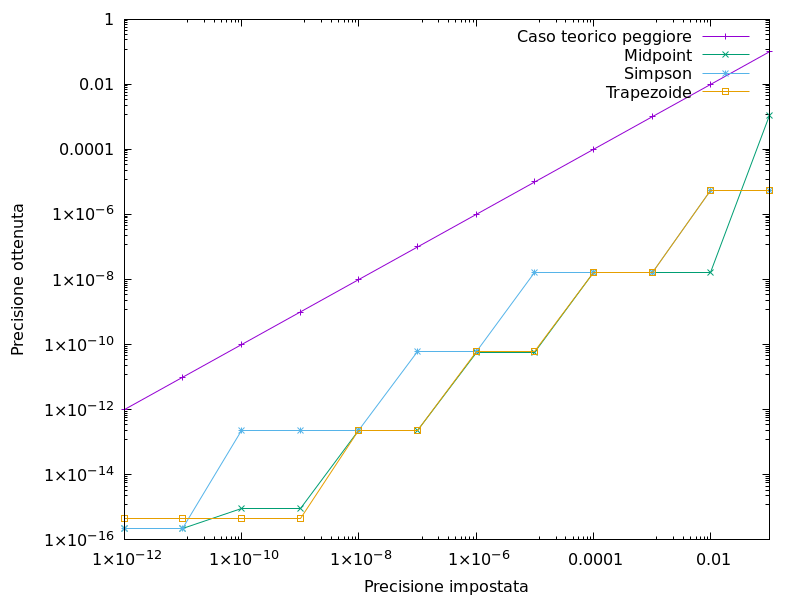 1
0.01
0.0001
1×10⁻⁶
1×10⁻⁸
1×10⁻¹⁰
1×10⁻¹²
1×10⁻¹⁴
1×10⁻¹⁶
Precisione ottenuta
Caso teorico peggiore
Midpoint
Simpson
Trapezoide
1×10⁻¹² 1×10⁻¹⁰ 1×10⁻⁸ 1×10⁻⁶ 0.0001 0.01
Precisione impostata